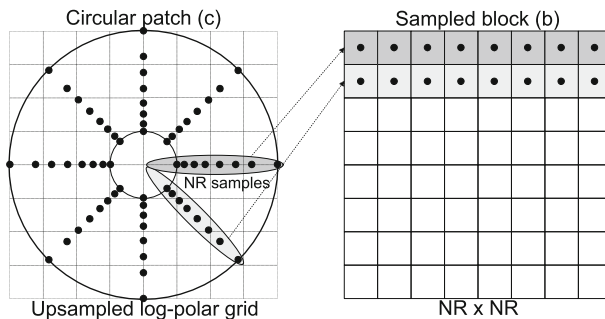 Circular patch (c)
Sampled block (b)
NR samples
Upsampled log-polar grid
NR x NR